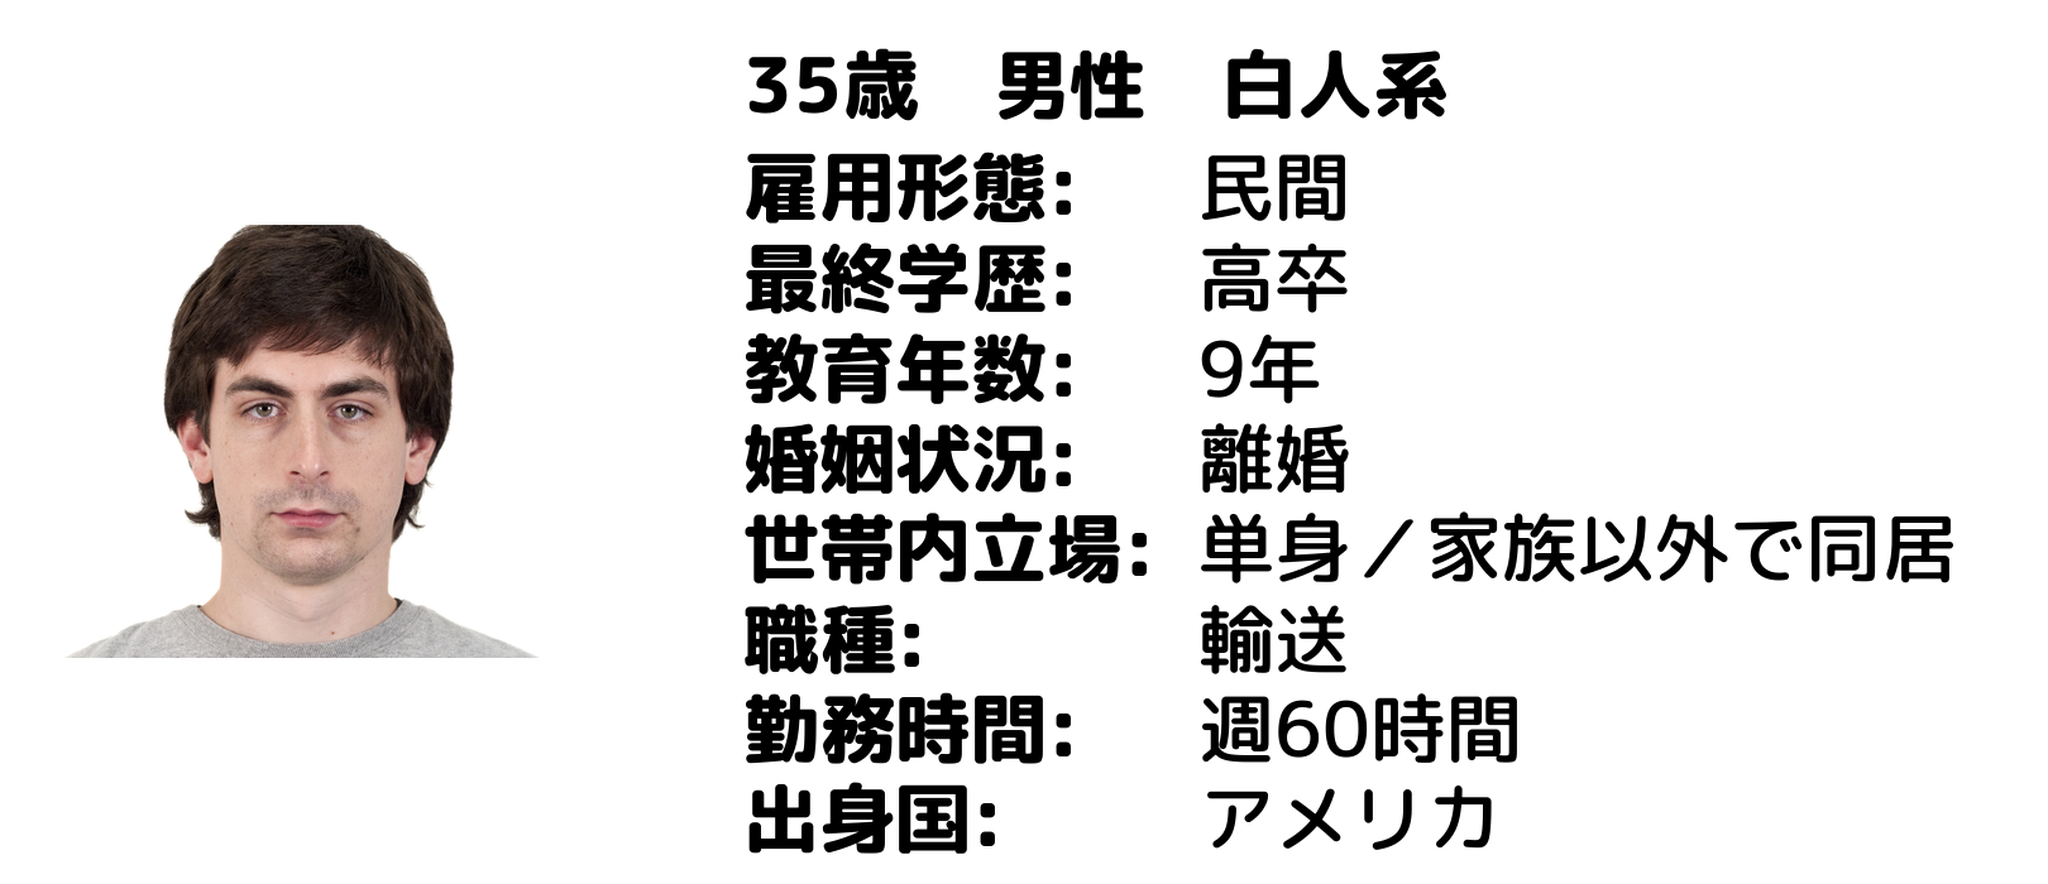 35歳　男性　白人系
雇用形態:　民間
最終学歴:　高卒
教育年数:　9年
婚姻状況:　離婚
世帯内立場:　単身／家族以外で同居
職種:　輸送
勤務時間:　週60時間
出身国:　アメリカ